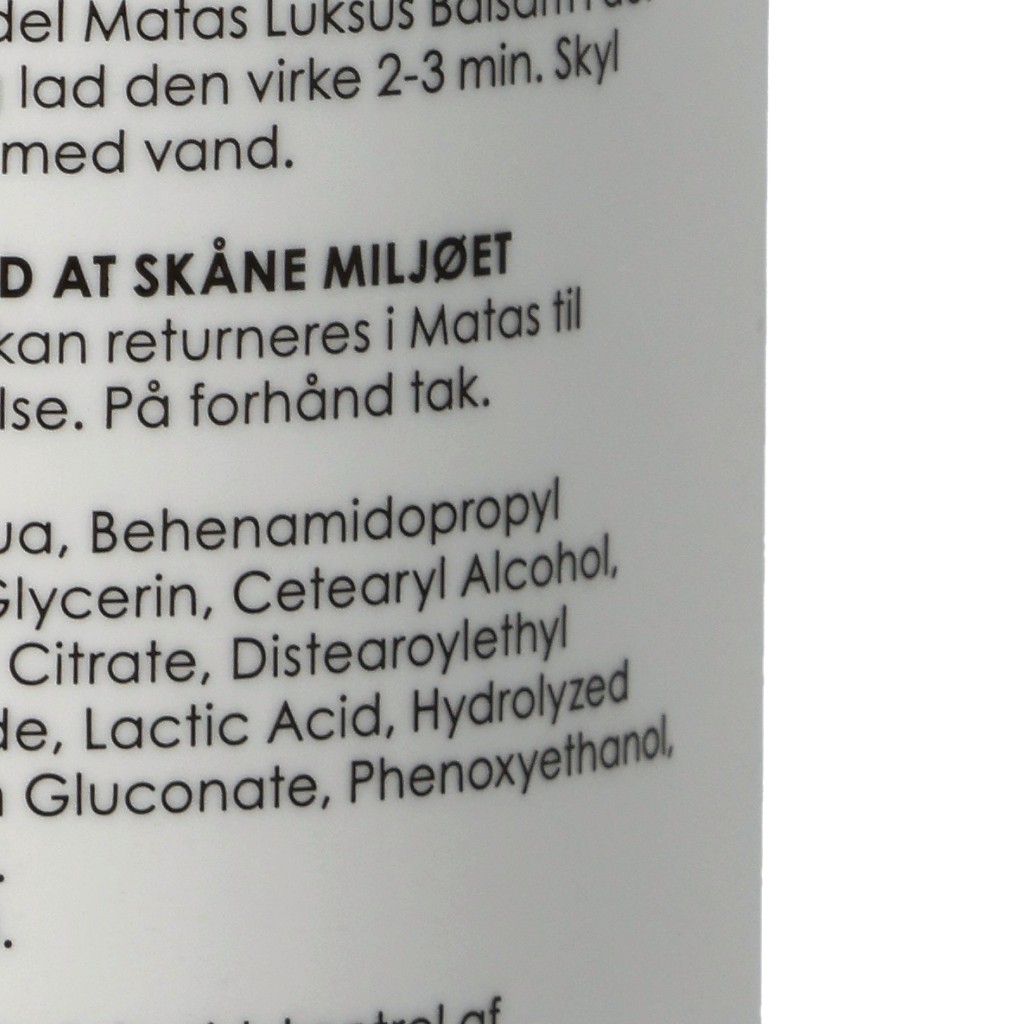 del Matas Luksus Balsam
lad den virke 2-3 min. Skyl
med vand.
D AT SKÅNE MILJØET
kan returneres i Matas til
lse. På forhånd tak.
ua, Behenamidopropyl
Glycerin, Cetearyl Alcohol,
Citrate, Distearoylethyl
de, Lactic Acid, Hydrolyzed
Gluconate, Phenoxyethanol,
af